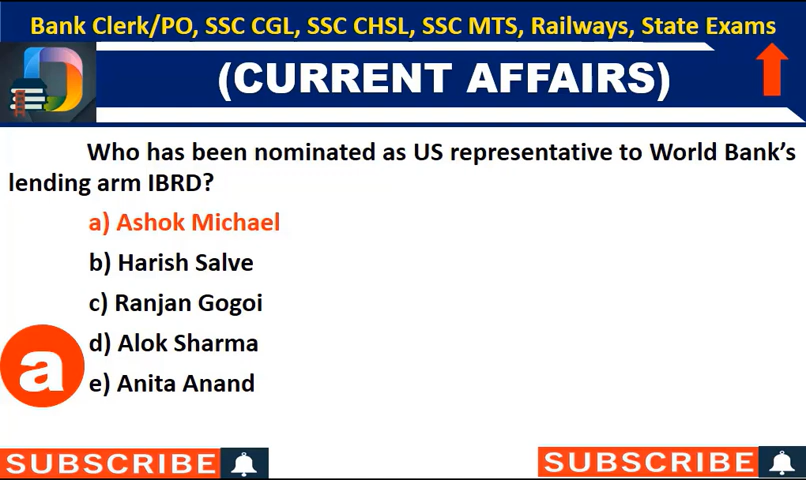 Bank Clerk/PO, SSC CGL, SSC CHSL, SSC MTS, Railways, State Exams
(CURRENT AFFAIRS)
Who has been nominated as US representative to World Bank’s
lending arm IBRD?
a) Ashok Michael
b) Harish Salve
c) Ranjan Gogoi
d) Alok Sharma
a
e) Anita Anand
SUBSCRIBE
SUBSCRIBE